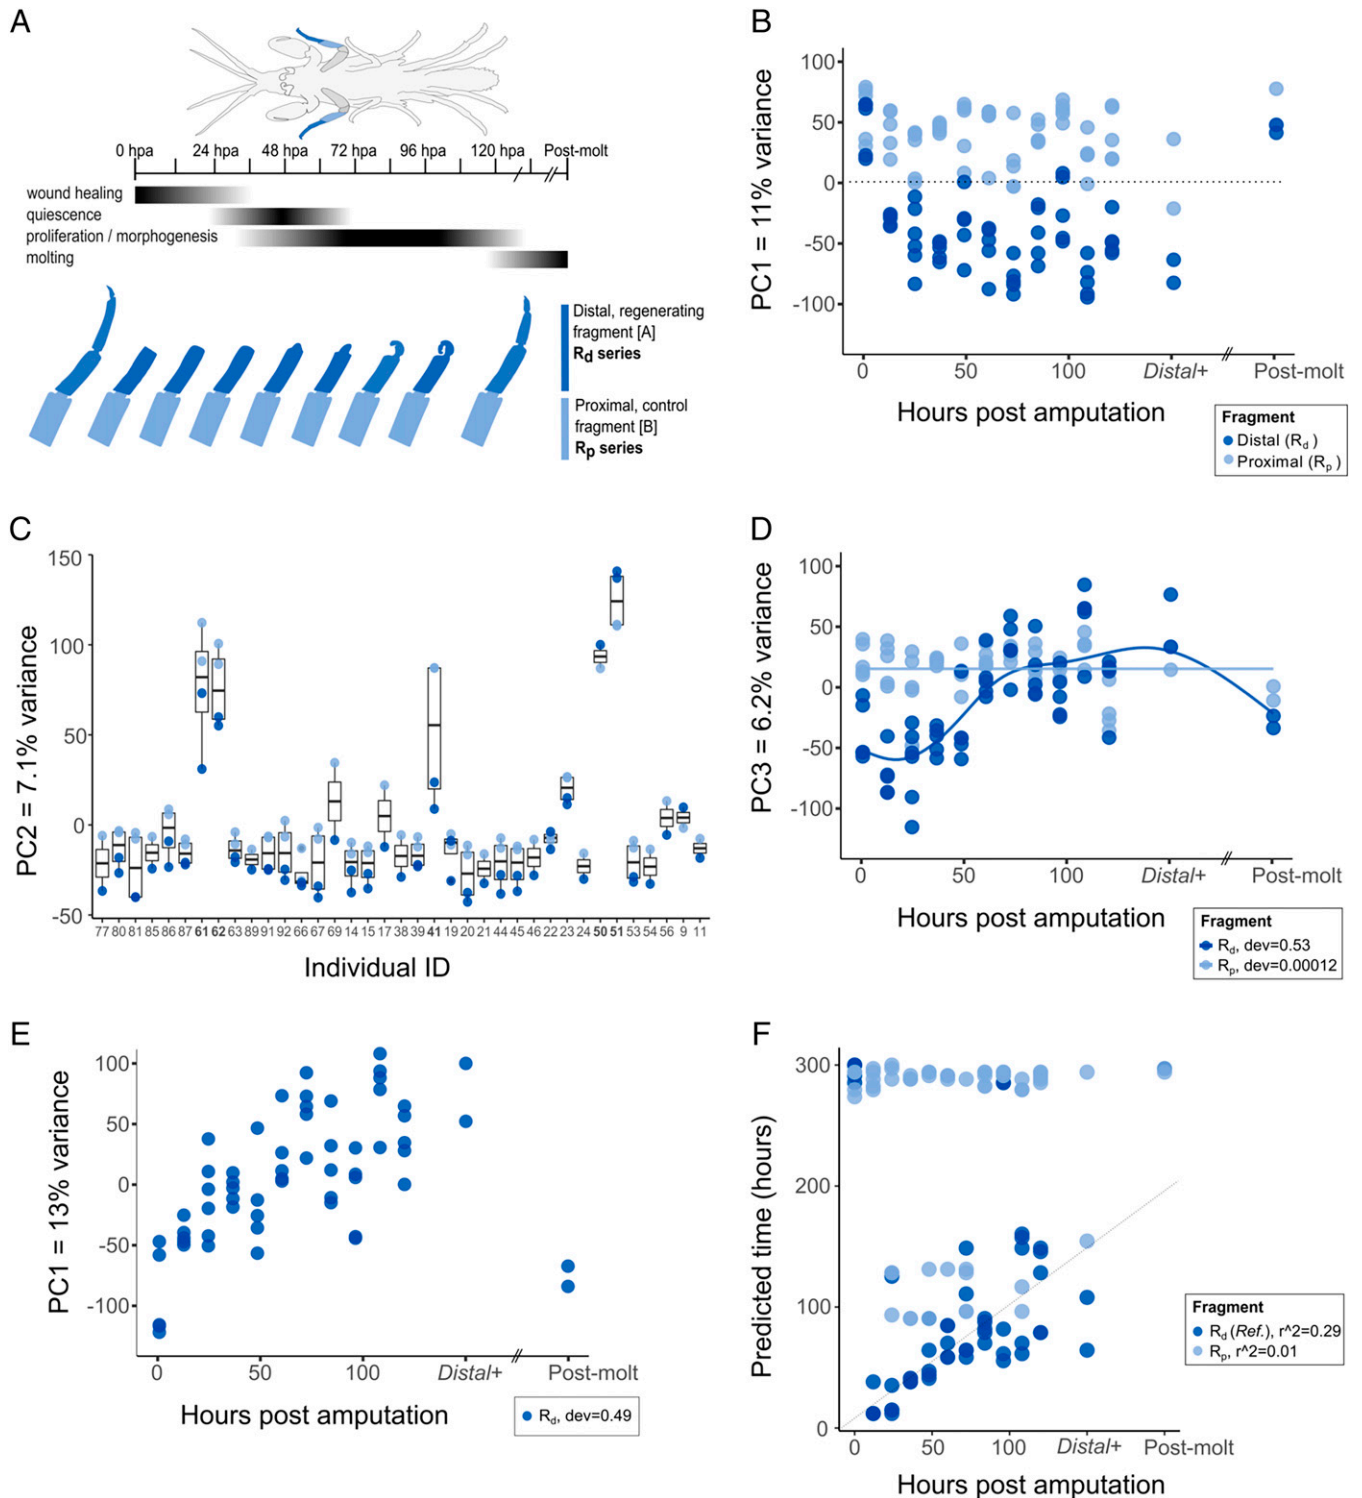 A
0 hpa 24 hpa 48 hpa 72 hpa 96 hpa 120 hpa Post-molt
wound healing
quiescence
proliferation / morphogenesis
molting
Distal, regenerating
fragment [A]
Rd series
Proximal, control
fragment [B]
Rp series
B
PC1 = 11% variance
100
50
0
-50
-100
0 50 100 Distal+ Post-molt
Hours post amputation
Fragment
Distal (Rd)
Proximal (Rp)
C
PC2 = 7.1% variance
150
100
50
0
-50
77 80 81 85 86 87 61 62 63 89 91 92 66 67 69 14 15 17 38 39 41 19 20 21 44 45 46 22 23 24 50 51 53 54 56 9 11
Individual ID
D
PC3 = 6.2% variance
100
50
0
-50
-100
0 50 100 Distal+ Post-molt
Hours post amputation
Fragment
Rd, dev=0.53
Rp, dev=0.00012
E
PC1 = 13% variance
100
50
0
-50
-100
0 50 100 Distal+ Post-molt
Hours post amputation
Rd, dev=0.49
F
Predicted time (hours)
300
200
100
0
0 50 100 Distal+ Post-molt
Hours post amputation
Fragment
Rd (Ref.), r^2=0.29
Rp, r^2=0.01